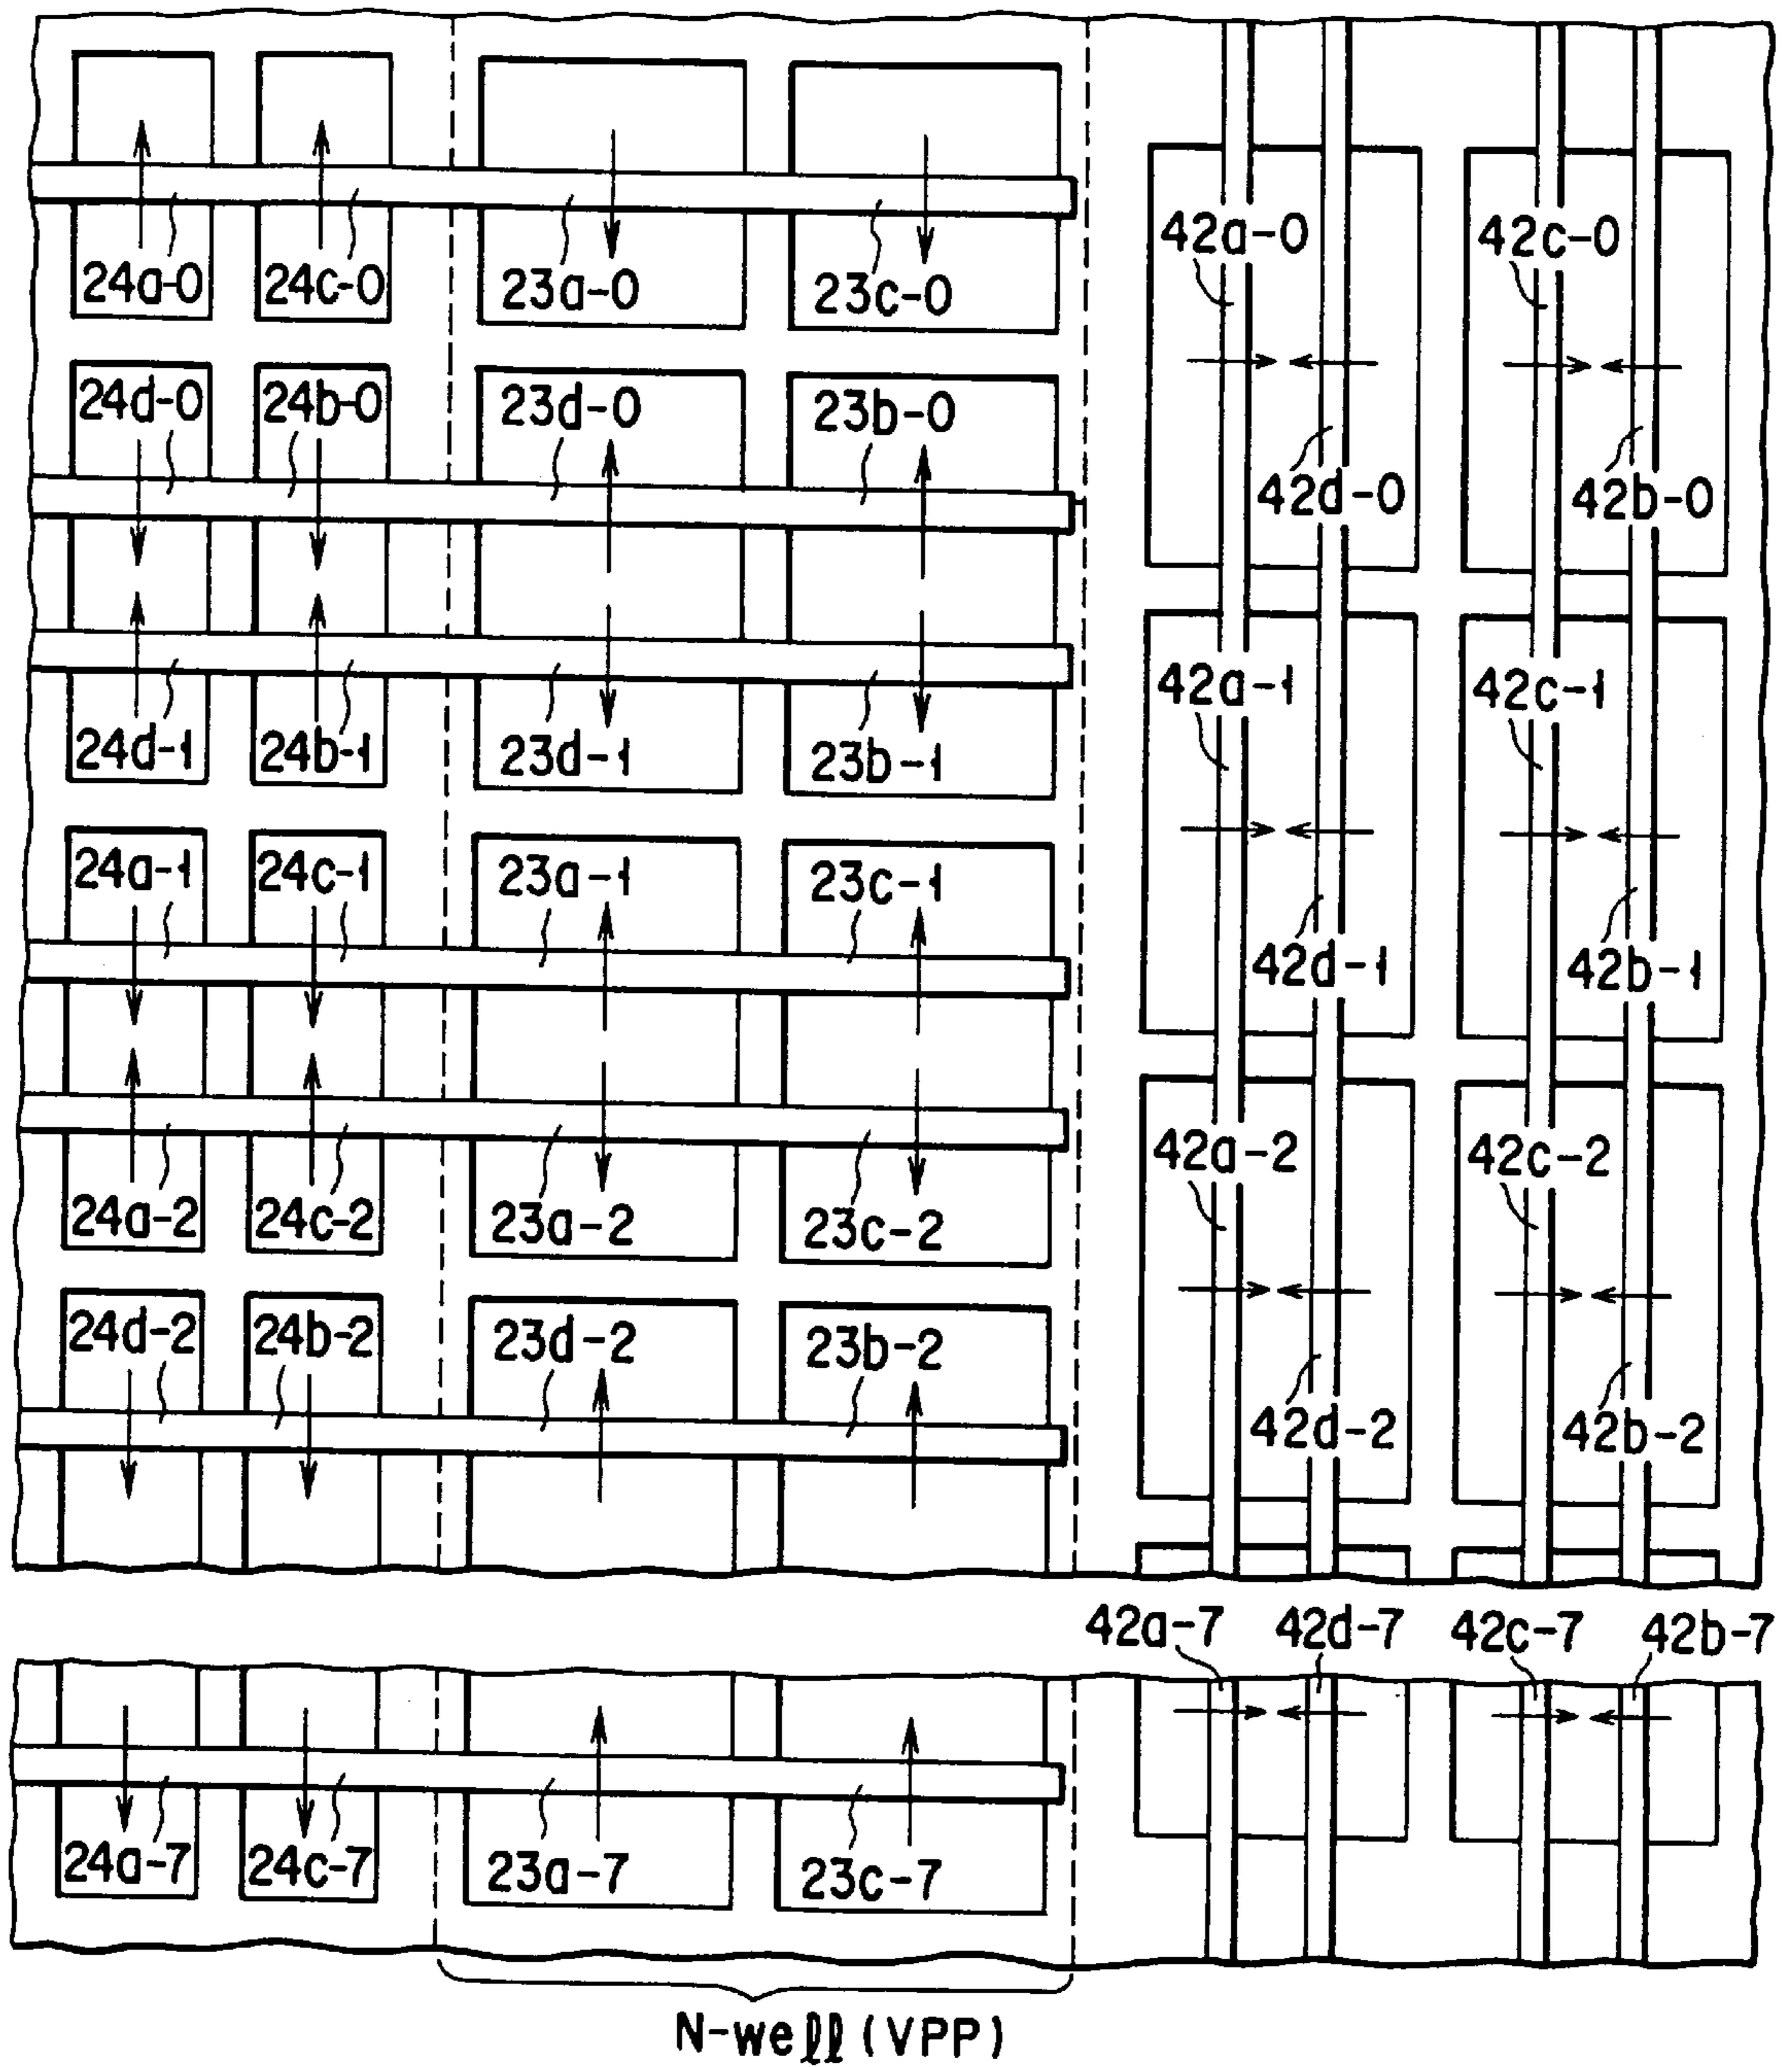 42a-0 42c-0
24a-0 24c-0 23a-0 23c-0
24d-0 24b-0 23d-0 23b-0
42d-0 42b-0
42a-1 42c-1
24d-1 24b-1 23d-1 23b-1
24a-1 24c-1 23a-1 23c-1
42d-1 42b-1
42a-2 42c-2
24a-2 24c-2 23a-2 23c-2
24d-2 24b-2 23d-2 23b-2
42d-2 42b-2
42a-7 42d-7 42c-7 42b-7
24a-7 24c-7 23a-7 23c-7
N-well (VPP)